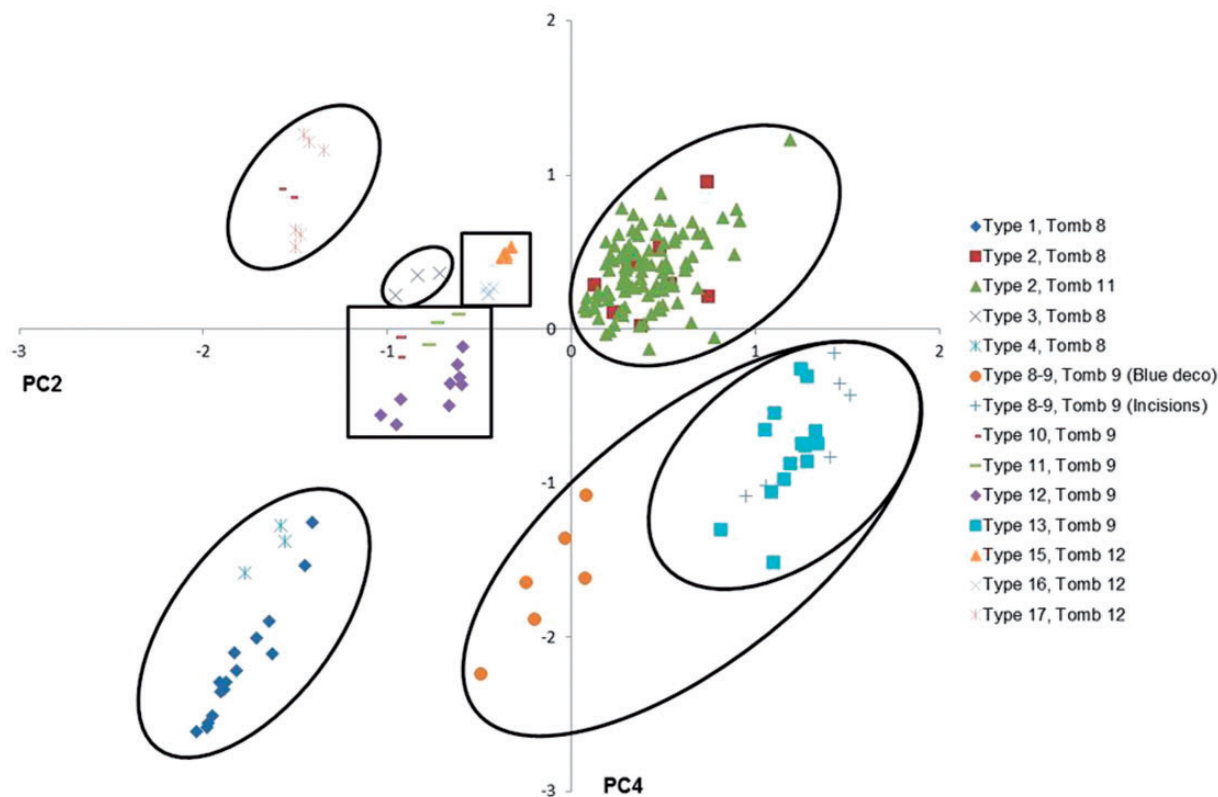 2
1
0
-3
-2
-1
0
1
2
PC2
-1
-2
-3
PC4
Type 1, Tomb 8
Type 2, Tomb 8
Type 2, Tomb 11
Type 3, Tomb 8
Type 4, Tomb 8
Type 8-9, Tomb 9 (Blue deco)
Type 8-9, Tomb 9 (Incisions)
Type 10, Tomb 9
Type 11, Tomb 9
Type 12, Tomb 9
Type 13, Tomb 9
Type 15, Tomb 12
Type 16, Tomb 12
Type 17, Tomb 12